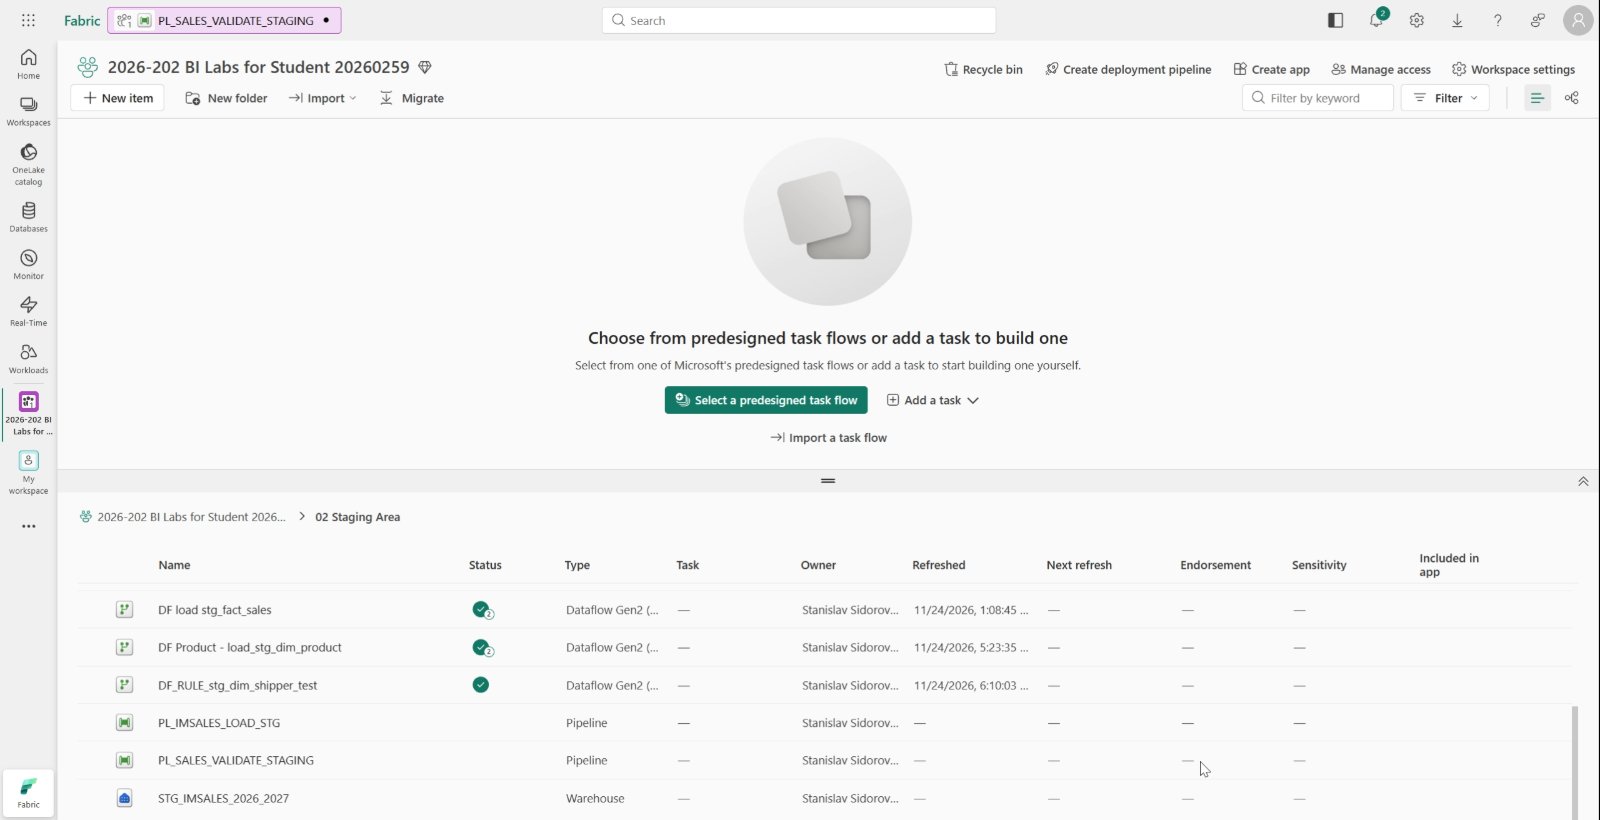 Fabric
PL_SALES_VALIDATE_STAGING
Search
2
Home
Workspaces
OneLake
catalog
Databases
Monitor
Real-Time
Workloads
2026-202 BI
Labs for ...
My
workspace
Fabric
2026-202 BI Labs for Student 20260259
Recycle bin
Create deployment pipeline
Create app
Manage access
Workspace settings
New item
New folder
Import
Migrate
Filter by keyword
Filter
Choose from predesigned task flows or add a task to build one
Select from one of Microsoft's predesigned task flows or add a task to start building one yourself.
Select a predesigned task flow
Add a task
Import a task flow
2026-202 BI Labs for Student 2026... > 02 Staging Area
Name Status Type Task Owner Refreshed Next refresh Endorsement Sensitivity Included in
app
DF load stg_fact_sales Dataflow Gen2 (... — Stanislav Sidorov... 11/24/2026, 1:08:45 ... — — —
DF Product - load_stg_dim_product Dataflow Gen2 (... — Stanislav Sidorov... 11/24/2026, 5:23:35 ... — — —
DF_RULE_stg_dim_shipper_test Dataflow Gen2 (... — Stanislav Sidorov... 11/24/2026, 6:10:03 ... — — —
PL_IMSALES_LOAD_STG Pipeline — Stanislav Sidorov... — — — —
PL_SALES_VALIDATE_STAGING Pipeline — Stanislav Sidorov... — — — —
STG_IMSALES_2026_2027 Warehouse — Stanislav Sidorov... — — — —